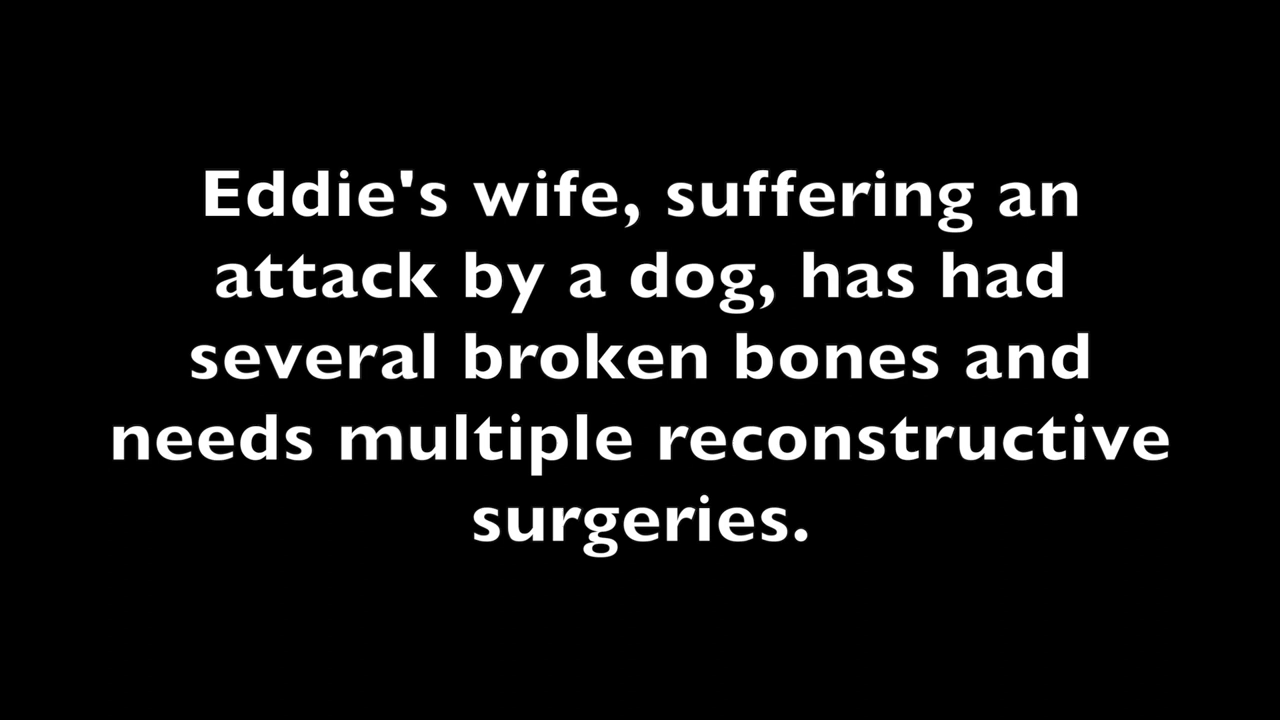 Eddie's wife, suffering an
attack by a dog, has had
several broken bones and
needs multiple reconstructive
surgeries.